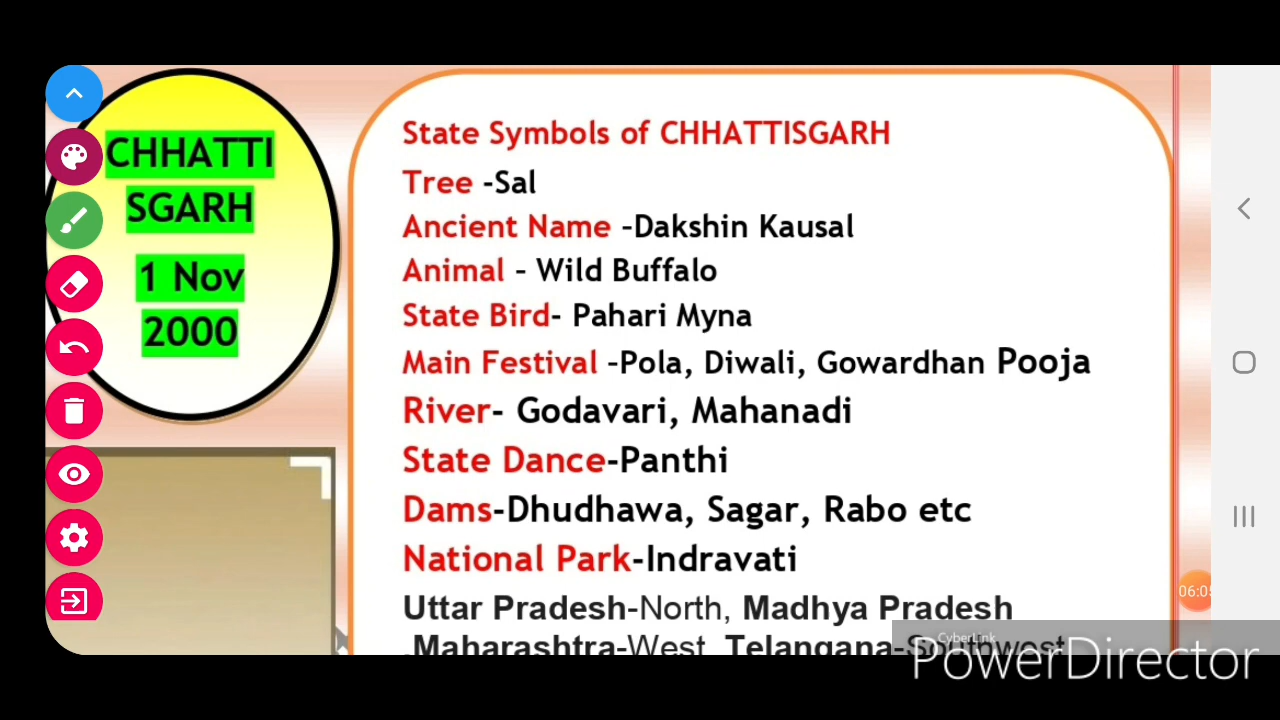 CHHATTI
SGARH
1 Nov
2000
State Symbols of CHHATTISGARH
Tree -Sal
Ancient Name -Dakshin Kausal
Animal - Wild Buffalo
State Bird- Pahari Myna
Main Festival -Pola, Diwali, Gowardhan Pooja
River- Godavari, Mahanadi
State Dance-Panthi
Dams-Dhudhawa, Sagar, Rabo etc
National Park-Indravati
Uttar Pradesh-North, Madhya Pradesh
,Maharashtra-West, Telangana-Southwest
06:05
CyberLink
PowerDirector